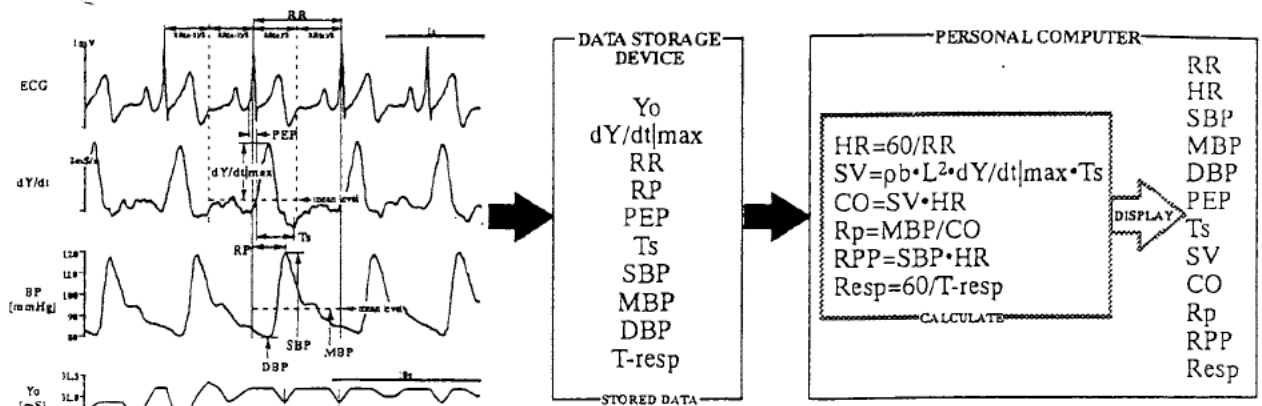 RR
1mV
1s
ECG
PEP
dY/dt
dY/dt|max
mean level
Ts
RP
BP
[mmHg]
120
110
100
90
80
mean level
SBP
MBP
DBP
10s
Yo
DATA STORAGE
DEVICE
Yo
dY/dt|max
RR
RP
PEP
Ts
SBP
MBP
DBP
T-resp
STORED DATA
PERSONAL COMPUTER
HR=60/RR
SV=ρb•L²•dY/dt|max•Ts
CO=SV•HR
Rp=MBP/CO
RPP=SBP•HR
Resp=60/T-resp
CALCULATE
DISPLAY
RR
HR
SBP
MBP
DBP
PEP
Ts
SV
CO
Rp
RPP
Resp